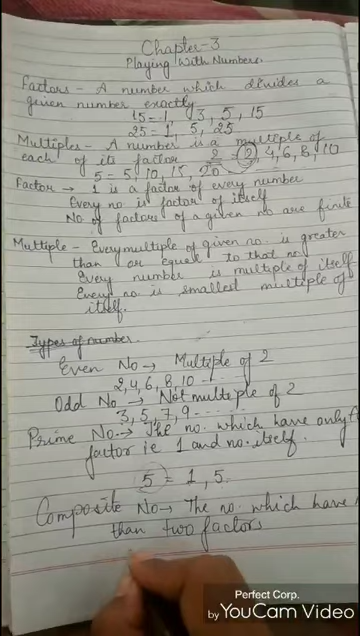 Chapter-3
Playing With Numbers.
Factors - A number which divides a
given number exactly
15 = 1, 3, 5, 15
25 = 1, 5, 25
Multiples - A number is a multiple of
each of its factor 2 = 2, 4, 6, 8, 10
5 = 5, 10, 15, 20
Factor → 1 is a factor of every number
Every no is factor of itself
No of factors of a given no are finite
Multiple - Every multiple of given no. is greater
than or equal to that no.
Every number is multiple of itself
Every no is smallest multiple of
itself.
Types of number.
Even No → Multiple of 2
2, 4, 6, 8, 10 -
Odd No → Not multiple of 2
3, 5, 7, 9 - . . . . .
Prime No. → The no. which have only
factor ie 1 and no. itself.
5 = 1, 5.
Composite No → The no. which have
than two factors
Perfect Corp.
by YouCam Video